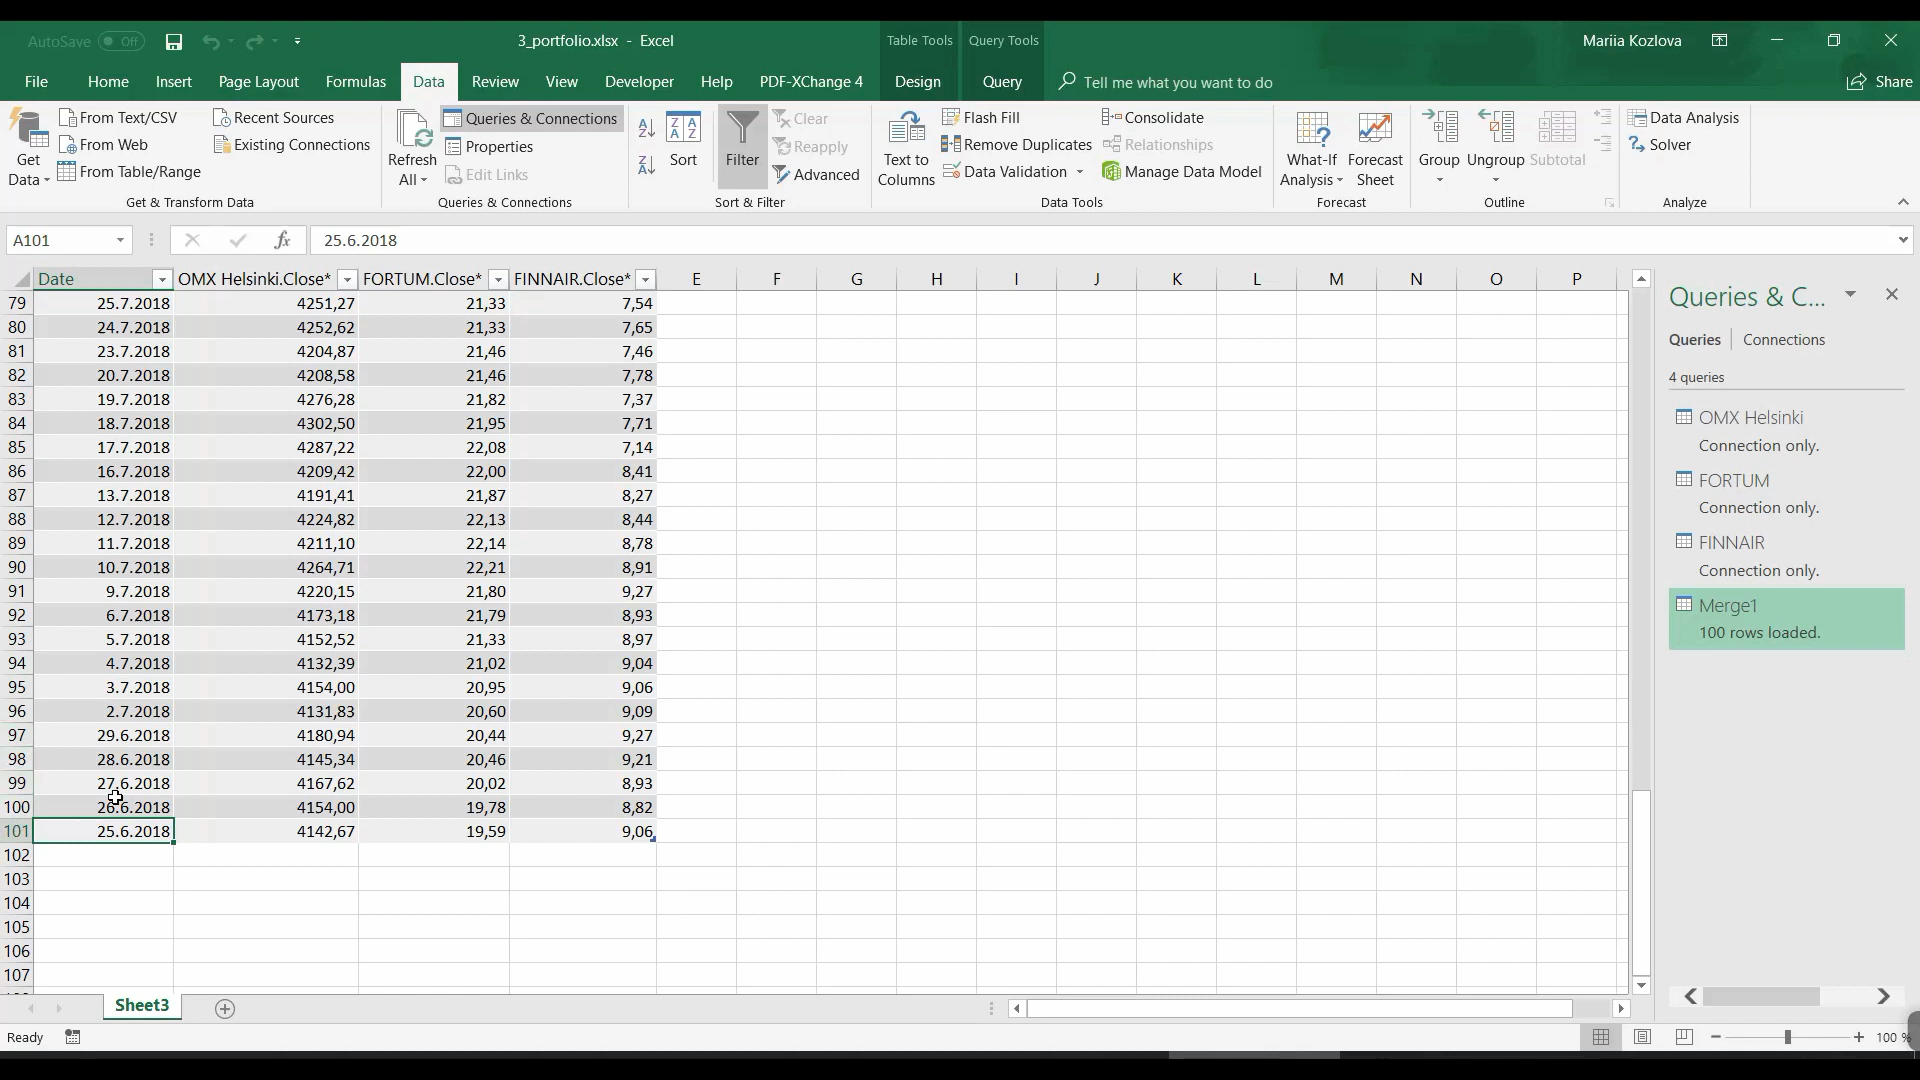 AutoSave Off
3_portfolio.xlsx - Excel
Table Tools
Query Tools
Mariia Kozlova
File Home Insert Page Layout Formulas Data Review View Developer Help PDF-XChange 4 Design Query Tell me what you want to do Share
Get Data
From Text/CSV
From Web
From Table/Range
Recent Sources
Existing Connections
Get & Transform Data
Refresh All
Queries & Connections
Properties
Edit Links
Queries & Connections
Sort
Filter
Clear
Reapply
Advanced
Sort & Filter
Text to Columns
Flash Fill
Remove Duplicates
Data Validation
Consolidate
Relationships
Manage Data Model
Data Tools
What-If Analysis
Forecast Sheet
Forecast
Group
Ungroup
Subtotal
Outline
Data Analysis
Solver
Analyze
A101 fx 25.6.2018
Date OMX Helsinki.Close* FORTUM.Close* FINNAIR.Close* E F G H I J K L M N O P
79 25.7.2018 4251,27 21,33 7,54
80 24.7.2018 4252,62 21,33 7,65
81 23.7.2018 4204,87 21,46 7,46
82 20.7.2018 4208,58 21,46 7,78
83 19.7.2018 4276,28 21,82 7,37
84 18.7.2018 4302,50 21,95 7,71
85 17.7.2018 4287,22 22,08 7,14
86 16.7.2018 4209,42 22,00 8,41
87 13.7.2018 4191,41 21,87 8,27
88 12.7.2018 4224,82 22,13 8,44
89 11.7.2018 4211,10 22,14 8,78
90 10.7.2018 4264,71 22,21 8,91
91 9.7.2018 4220,15 21,80 9,27
92 6.7.2018 4173,18 21,79 8,93
93 5.7.2018 4152,52 21,33 8,97
94 4.7.2018 4132,39 21,02 9,04
95 3.7.2018 4154,00 20,95 9,06
96 2.7.2018 4131,83 20,60 9,09
97 29.6.2018 4180,94 20,44 9,27
98 28.6.2018 4145,34 20,46 9,21
99 27.6.2018 4167,62 20,02 8,93
100 26.6.2018 4154,00 19,78 8,82
101 25.6.2018 4142,67 19,59 9,06
102
103
104
105
106
107
Queries & C...
Queries Connections
4 queries
OMX Helsinki
Connection only.
FORTUM
Connection only.
FINNAIR
Connection only.
Merge1
100 rows loaded.
Sheet3
Ready
100 %